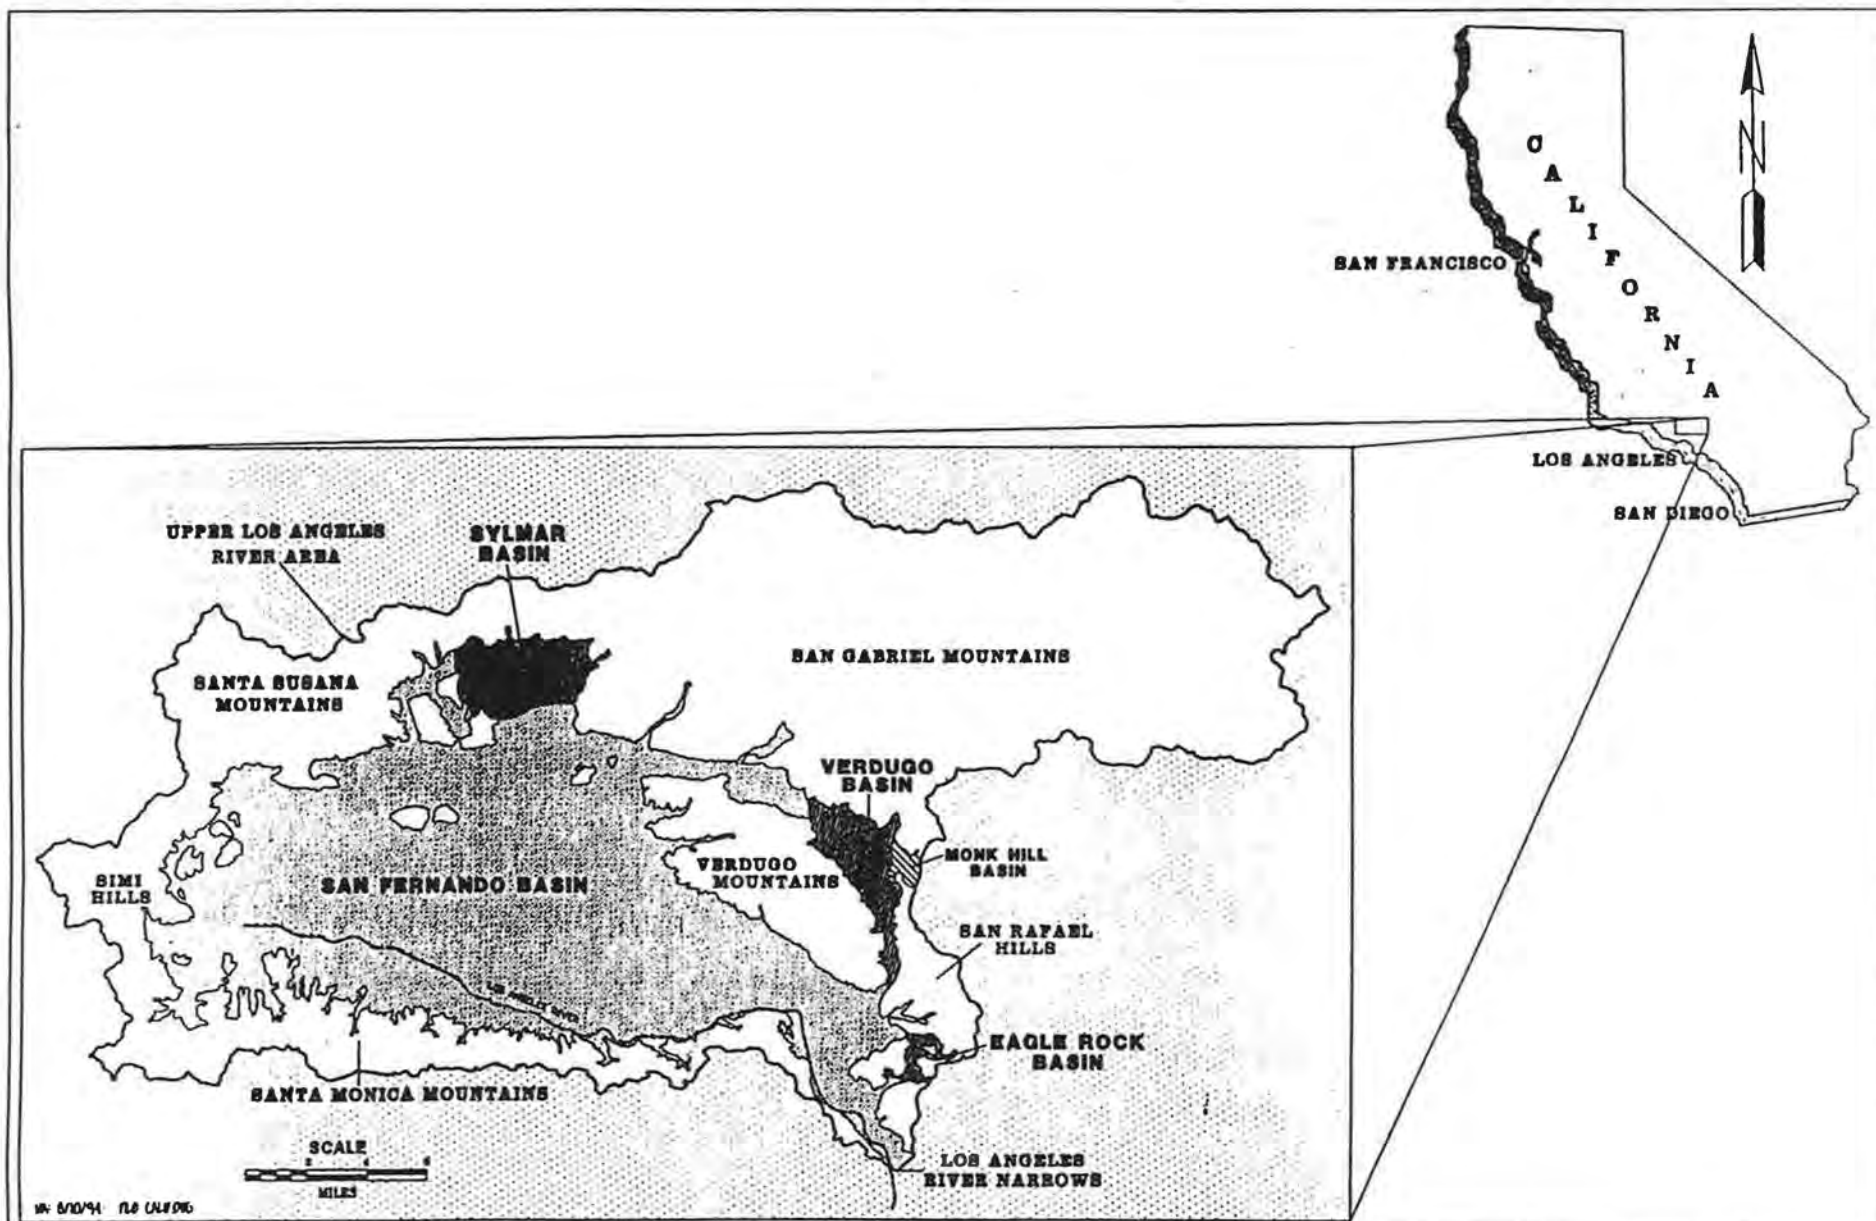 N
CALIFORNIA
SAN FRANCISCO
LOS ANGELES
SAN DIEGO
UPPER LOS ANGELES
RIVER AREA
SYLMAR
BASIN
SAN GABRIEL MOUNTAINS
SANTA SUSANA
MOUNTAINS
VERDUGO
BASIN
MONK HILL
BASIN
SIMI
HILLS
SAN FERNANDO BASIN
VERDUGO
MOUNTAINS
SAN RAFAEL
HILLS
LOS ANGELES RIVER
EAGLE ROCK
BASIN
SANTA MONICA MOUNTAINS
SCALE
2 4 6
MILES
LOS ANGELES
RIVER NARROWS